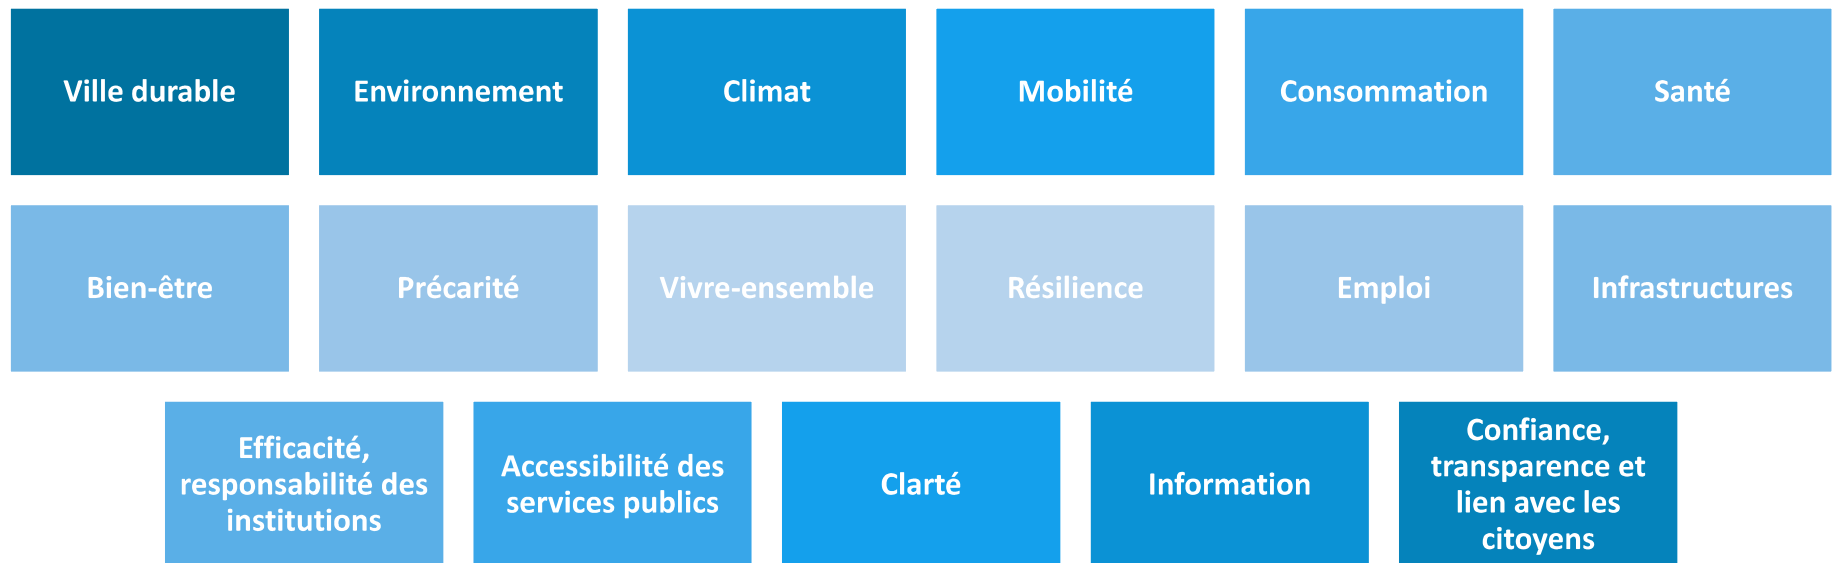 Ville durable
Environnement
Climat
Mobilité
Consommation
Santé
Bien-être
Précarité
Vivre-ensemble
Résilience
Emploi
Infrastructures
Efficacité,
responsabilité des
institutions
Accessibilité des
services publics
Clarté
Information
Confiance,
transparence et
lien avec les
citoyens